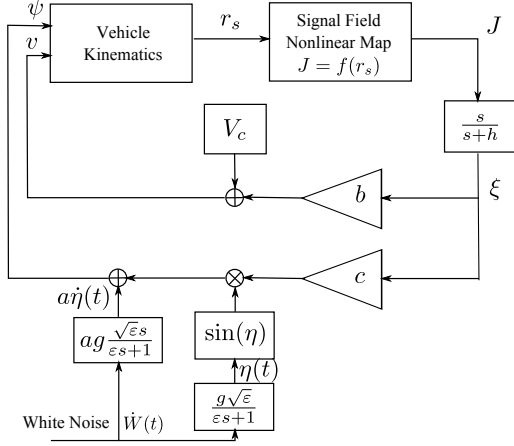 ψ
v
Vehicle
Kinematics
r_s
Signal Field
Nonlinear Map
J = f(r_s)
J
s/(s+h)
V_c
b
ξ
c
aη̇(t)
ag √ε s/(εs+1)
sin(η)
η(t)
g√ε/(εs+1)
White Noise
Ẇ(t)